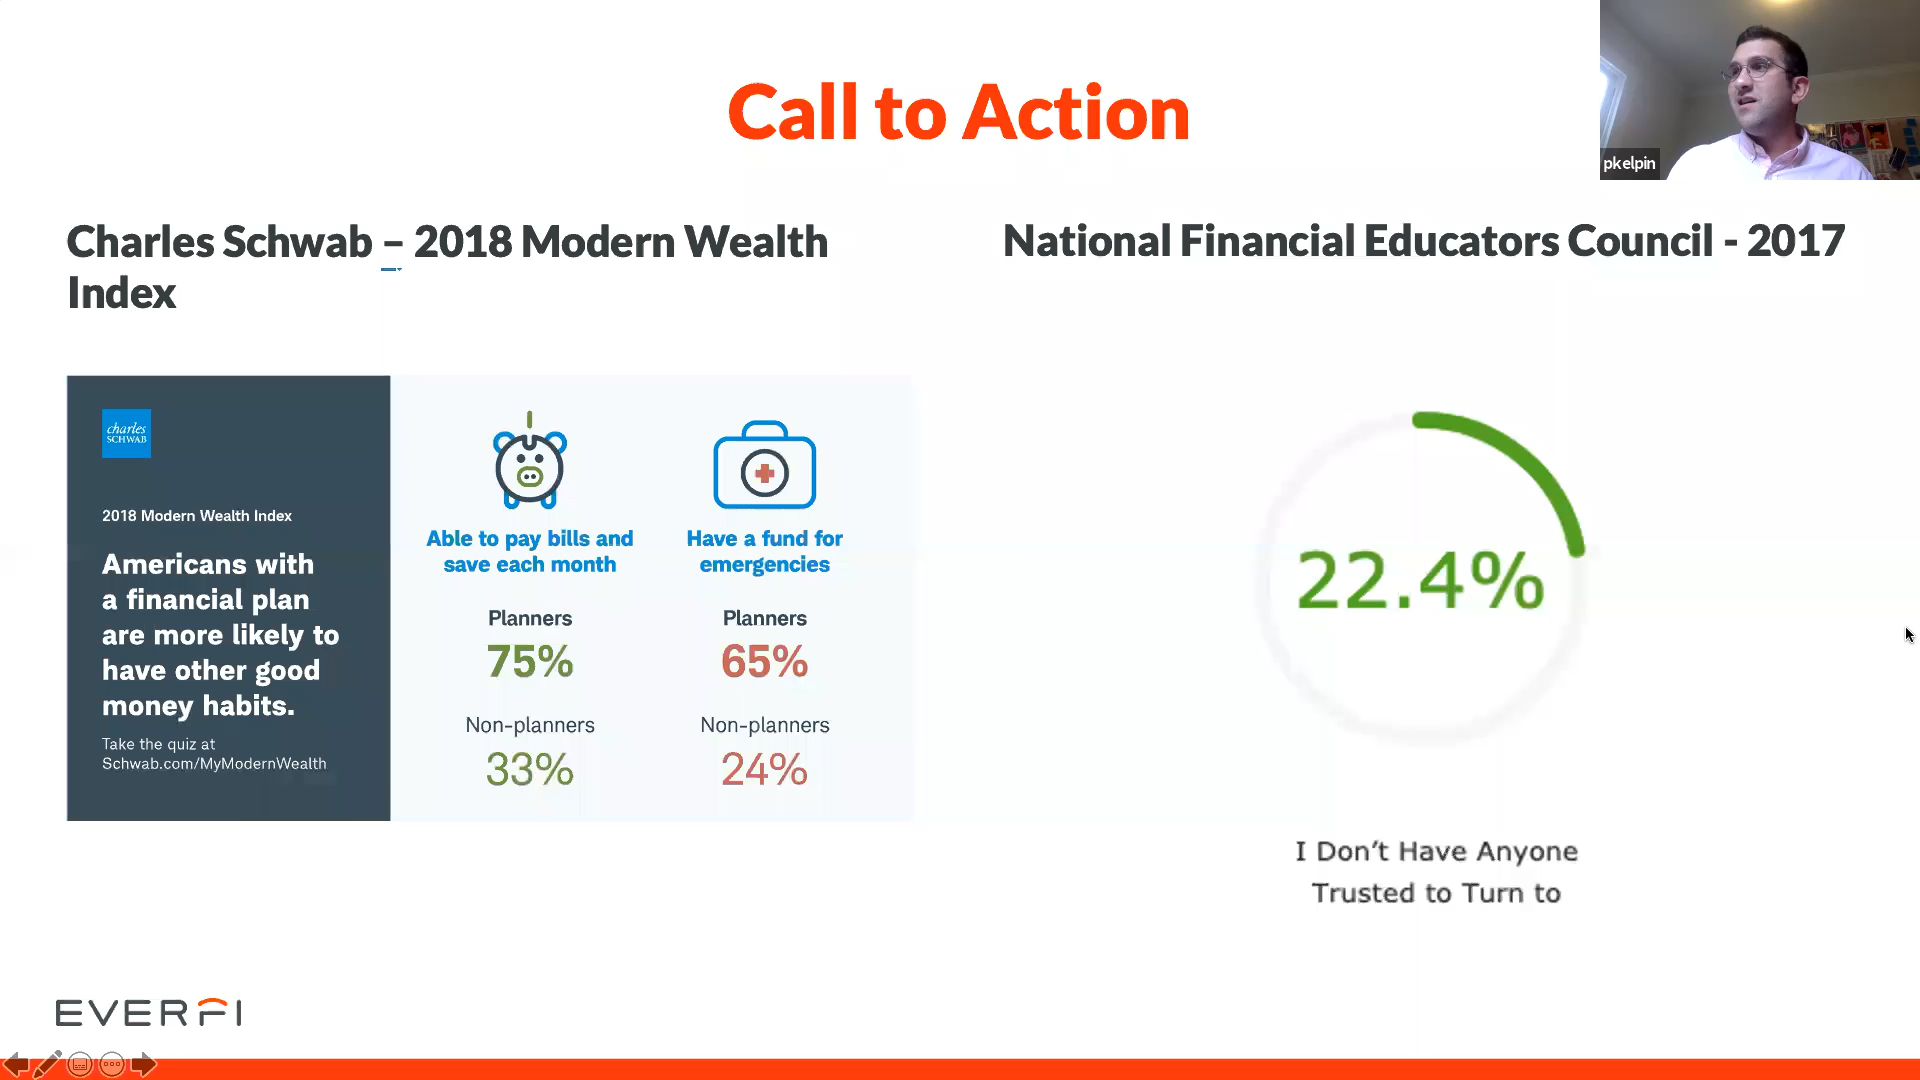 Call to Action
pkelpin
Charles Schwab – 2018 Modern Wealth
Index
charles
SCHWAB
2018 Modern Wealth Index
Americans with
a financial plan
are more likely to
have other good
money habits.
Take the quiz at
Schwab.com/MyModernWealth
Able to pay bills and
save each month
Planners
75%
Non-planners
33%
Have a fund for
emergencies
Planners
65%
Non-planners
24%
National Financial Educators Council - 2017
22.4%
I Don't Have Anyone
Trusted to Turn to
EVERFI